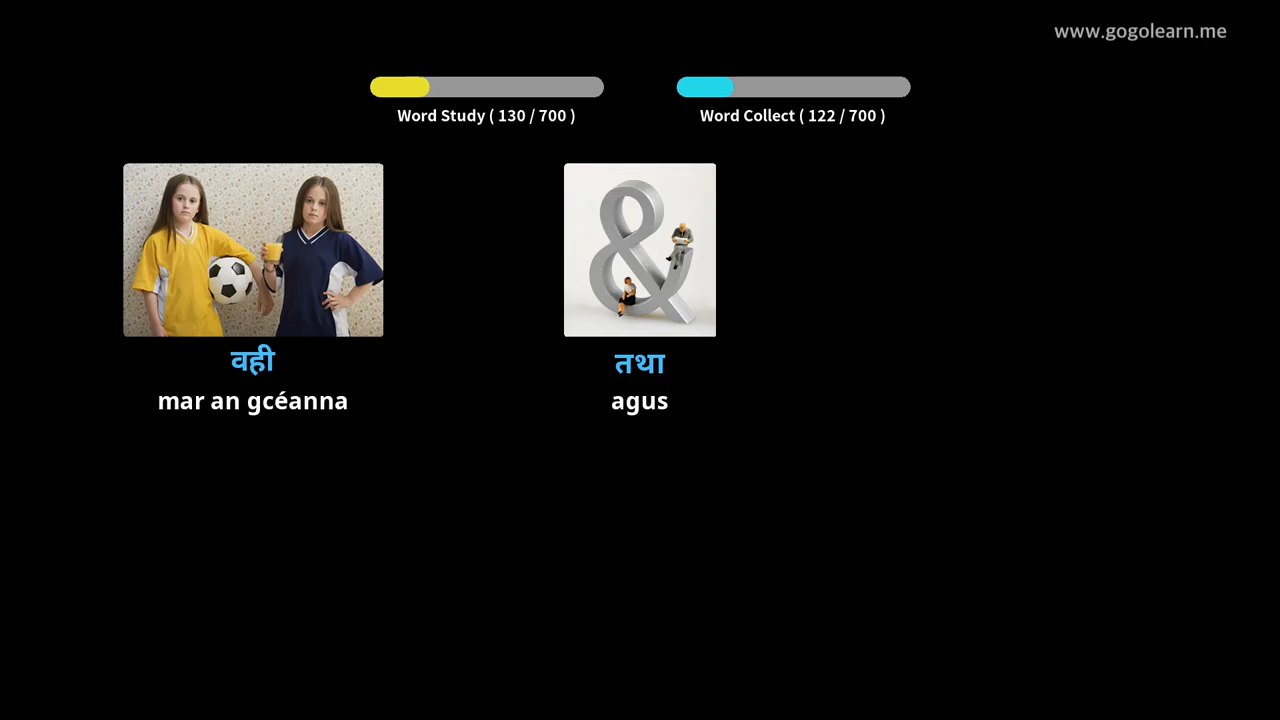 www.gogolearn.me
Word Study ( 130 / 700 )
Word Collect ( 122 / 700 )
वही
mar an gcéanna
&
तथा
agus